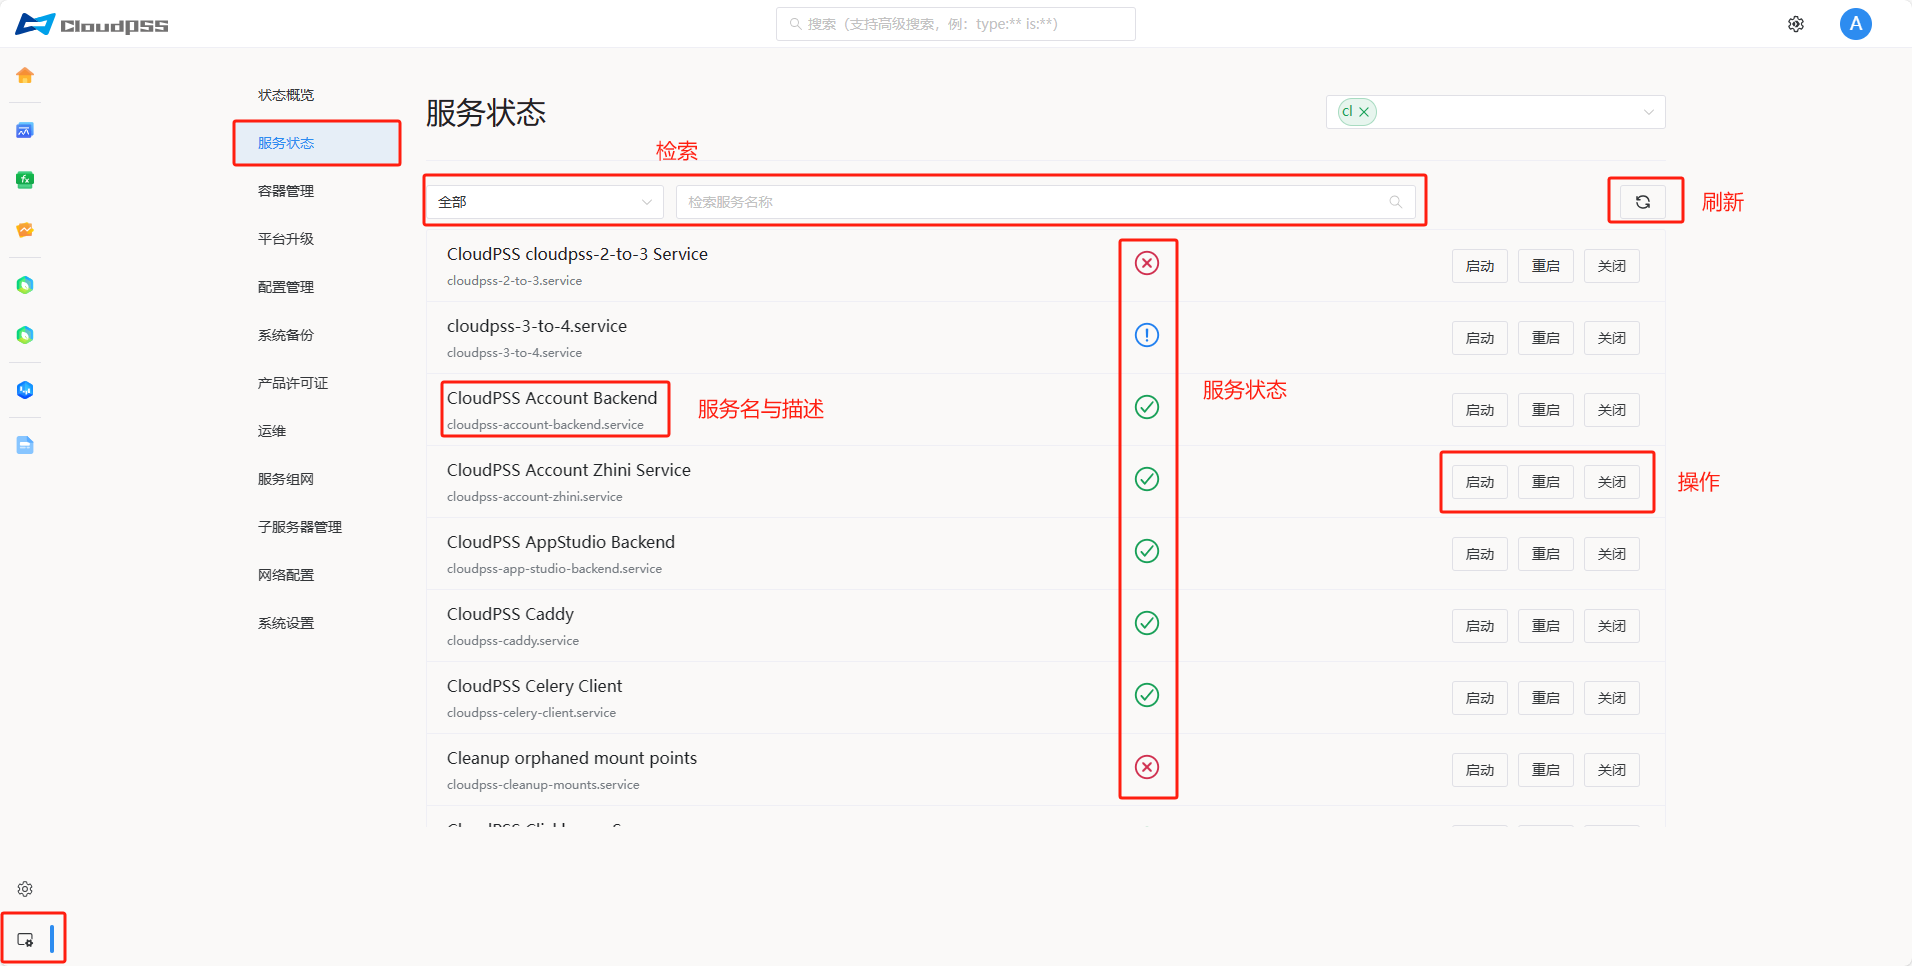 CloudPSS
搜索（支持高级搜索，例：type:** is:**）
A
状态概览
服务状态
容器管理
平台升级
配置管理
系统备份
产品许可证
运维
服务组网
子服务器管理
网络配置
系统设置
服务状态
cl
检索
全部
检索服务名称
刷新
CloudPSS cloudpss-2-to-3 Service
cloudpss-2-to-3.service
启动 重启 关闭
cloudpss-3-to-4.service
cloudpss-3-to-4.service
启动 重启 关闭
服务状态
CloudPSS Account Backend
cloudpss-account-backend.service
服务名与描述
启动 重启 关闭
CloudPSS Account Zhini Service
cloudpss-account-zhini.service
启动 重启 关闭
操作
CloudPSS AppStudio Backend
cloudpss-app-studio-backend.service
启动 重启 关闭
CloudPSS Caddy
cloudpss-caddy.service
启动 重启 关闭
CloudPSS Celery Client
cloudpss-celery-client.service
启动 重启 关闭
Cleanup orphaned mount points
cloudpss-cleanup-mounts.service
启动 重启 关闭